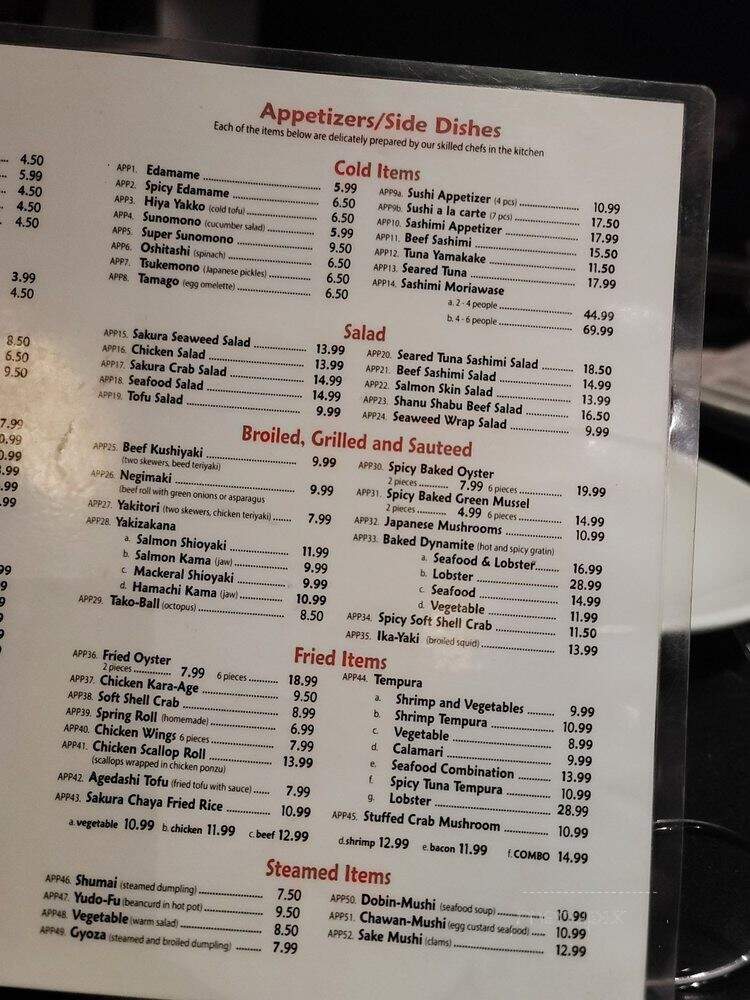 4.50
5.99
4.50
4.50
4.50
3.99
4.50
8.50
6.50
9.50
Appetizers/Side Dishes
Each of the items below are delicately prepared by our skilled chefs in the kitchen
Cold Items
APP1. Edamame 5.99
APP2. Spicy Edamame 6.50
APP3. Hiya Yakko (cold tofu) 6.50
APP4. Sunomono (cucumber salad) 5.99
APP5. Super Sunomono 9.50
APP6. Oshitashi (spinach) 6.50
APP7. Tsukemono (Japanese pickles) 6.50
APP8. Tamago (egg omelette) 6.50
APP9a. Sushi Appetizer (4 pcs) 10.99
APP9b. Sushi a la carte (7 pcs) 17.50
APP10. Sashimi Appetizer 17.99
APP11. Beef Sashimi 15.50
APP12. Tuna Yamakake 11.50
APP13. Seared Tuna 17.99
APP14. Sashimi Moriawase
a. 2 - 4 people 44.99
b. 4 - 6 people 69.99
Salad
APP15. Sakura Seaweed Salad 13.99
APP16. Chicken Salad 13.99
APP17. Sakura Crab Salad 14.99
APP18. Seafood Salad 14.99
APP19. Tofu Salad 9.99
APP20. Seared Tuna Sashimi Salad 18.50
APP21. Beef Sashimi Salad 14.99
APP22. Salmon Skin Salad 13.99
APP23. Shanu Shabu Beef Salad 16.50
APP24. Seaweed Wrap Salad 9.99
Broiled, Grilled and Sauteed
APP25. Beef Kushiyaki 9.99
(two skewers, beed teriyaki)
APP26. Negimaki 9.99
(beef roll with green onions or asparagus
APP27. Yakitori (two skewers, chicken teriyaki) 7.99
APP28. Yakizakana
a. Salmon Shioyaki 11.99
b. Salmon Kama (jaw) 9.99
c. Mackeral Shioyaki 9.99
d. Hamachi Kama (jaw) 10.99
APP29. Tako-Ball (octopus) 8.50
APP30. Spicy Baked Oyster
2 pieces 7.99 6 pieces 19.99
APP31. Spicy Baked Green Mussel
2 pieces 4.99 6 pieces 14.99
APP32. Japanese Mushrooms 10.99
APP33. Baked Dynamite (hot and spicy gratin)
a. Seafood & Lobster 16.99
b. Lobster 28.99
c. Seafood 14.99
d. Vegetable 11.99
APP34. Spicy Soft Shell Crab 11.50
APP35. Ika-Yaki (broiled squid) 13.99
Fried Items
APP36. Fried Oyster
2 pieces 7.99 6 pieces 18.99
APP37. Chicken Kara-Age 9.50
APP38. Soft Shell Crab 8.99
APP39. Spring Roll (homemade) 6.99
APP40. Chicken Wings 6 pieces 7.99
APP41. Chicken Scallop Roll 13.99
(scallops wrapped in chicken ponzu)
APP42. Agedashi Tofu (fried tofu with sauce) 7.99
APP43. Sakura Chaya Fried Rice 10.99
a. vegetable 10.99 b. chicken 11.99 c. beef 12.99 d. shrimp 12.99 e. bacon 11.99 f. COMBO 14.99
APP44. Tempura
a. Shrimp and Vegetables 9.99
b. Shrimp Tempura 10.99
c. Vegetable 8.99
d. Calamari 9.99
e. Seafood Combination 13.99
f. Spicy Tuna Tempura 10.99
g. Lobster 28.99
APP45. Stuffed Crab Mushroom 10.99
Steamed Items
APP46. Shumai (steamed dumpling) 7.50
APP47. Yudo-Fu (beancurd in hot pot) 9.50
APP48. Vegetable (warm salad) 8.50
APP49. Gyoza (steamed and broiled dumpling) 7.99
APP50. Dobin-Mushi (seafood soup) 10.99
APP51. Chawan-Mushi (egg custard seafood) 10.99
APP52. Sake Mushi (clams) 12.99